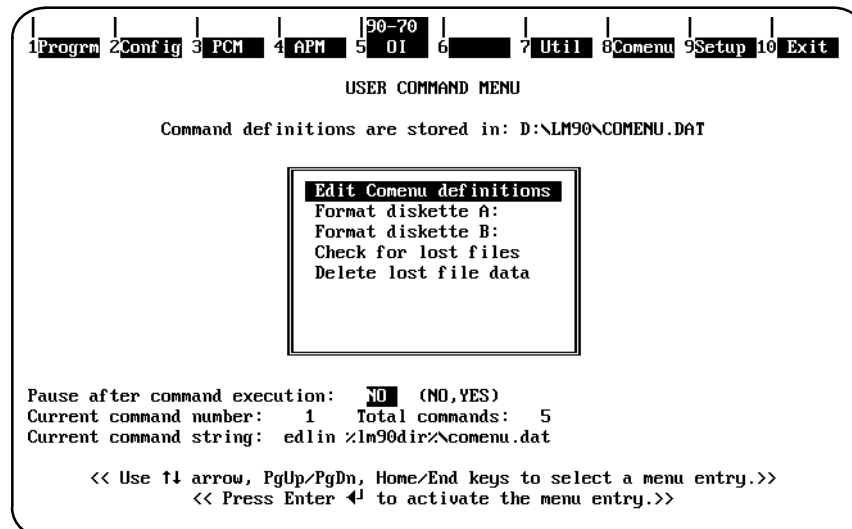 90-70
1Progrm 2Config 3 PCM 4 APM 5 OI 6 7 Util 8Comenu 9Setup 10 Exit
USER COMMAND MENU
Command definitions are stored in: D:\LM90\COMENU.DAT
Edit Comenu definitions
Format diskette A:
Format diskette B:
Check for lost files
Delete lost file data
Pause after command execution: NO (NO,YES)
Current command number: 1 Total commands: 5
Current command string: edlin %lm90dir%\comenu.dat
<< Use ↑↓ arrow, PgUp/PgDn, Home/End keys to select a menu entry.>>
<< Press Enter ↵ to activate the menu entry.>>